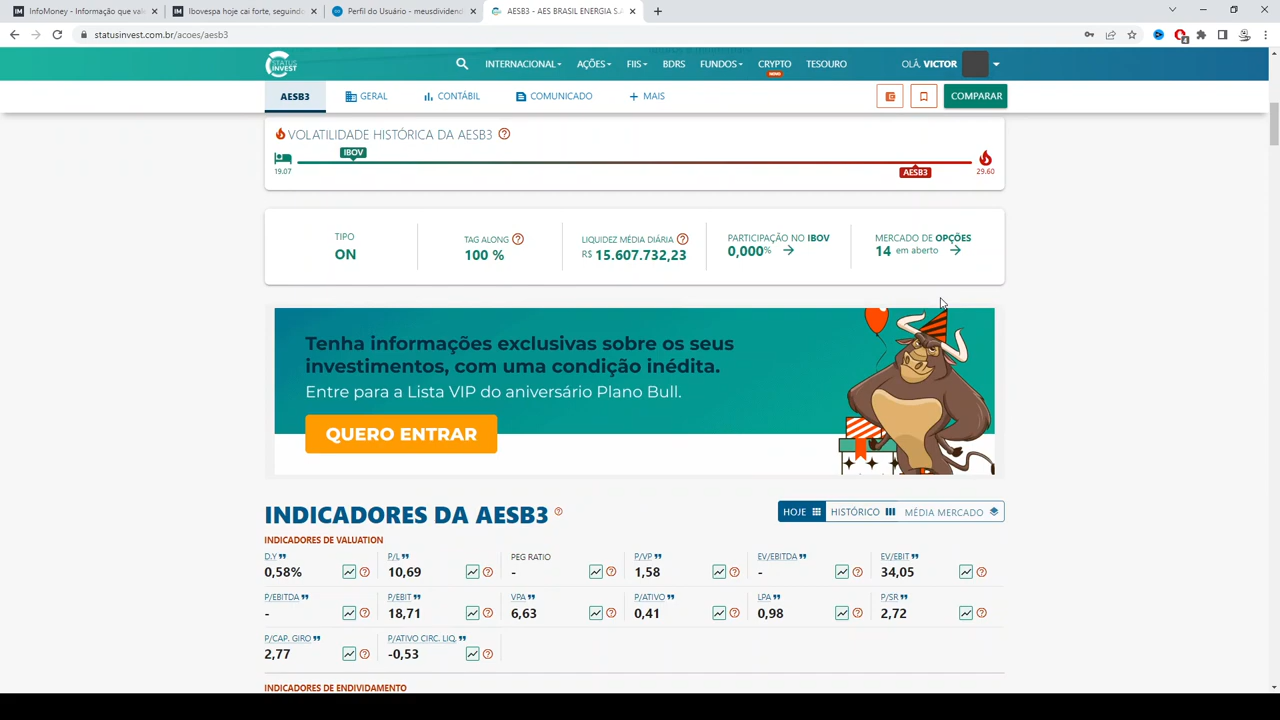 InfoMoney - Informação que val
Ibovespa hoje cai forte, seguindo
Perfil do Usuário - meusdividend
AESB3 - AES BRASIL ENERGIA S.A
statusinvest.com.br/acoes/aesb3
STATUS INVEST
INTERNACIONAL
AÇÕES
FIIS
BDRS
FUNDOS
CRYPTO
NEWS
TESOURO
OLÁ, VICTOR
AESB3
GERAL
CONTÁBIL
COMUNICADO
+ MAIS
COMPARAR
VOLATILIDADE HISTÓRICA DA AESB3
IBOV
19.07
AESB3
29.60
TIPO
ON
TAG ALONG
100 %
LIQUIDEZ MÉDIA DIÁRIA
R$ 15.607.732,23
PARTICIPAÇÃO NO IBOV
0,000%
MERCADO DE OPÇÕES
14 em aberto
Tenha informações exclusivas sobre os seus
investimentos, com uma condição inédita.
Entre para a Lista VIP do aniversário Plano Bull.
QUERO ENTRAR
INDICADORES DA AESB3
HOJE
HISTÓRICO
MÉDIA MERCADO
INDICADORES DE VALUATION
D.Y
0,58%
P/L
10,69
PEG RATIO
-
P/VP
1,58
EV/EBITDA
-
EV/EBIT
34,05
P/EBITDA
-
P/EBIT
18,71
VPA
6,63
P/ATIVO
0,41
LPA
0,98
P/SR
2,72
P/CAP. GIRO
2,77
P/ATIVO CIRC. LIQ.
-0,53
INDICADORES DE ENDIVIDAMENTO